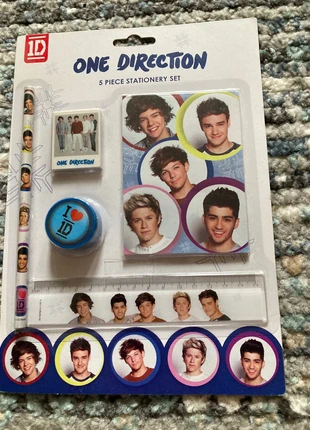 1D
ONE DIRECTION
5 PIECE STATIONERY SET
ONE DIRECTION
I ❤
1D